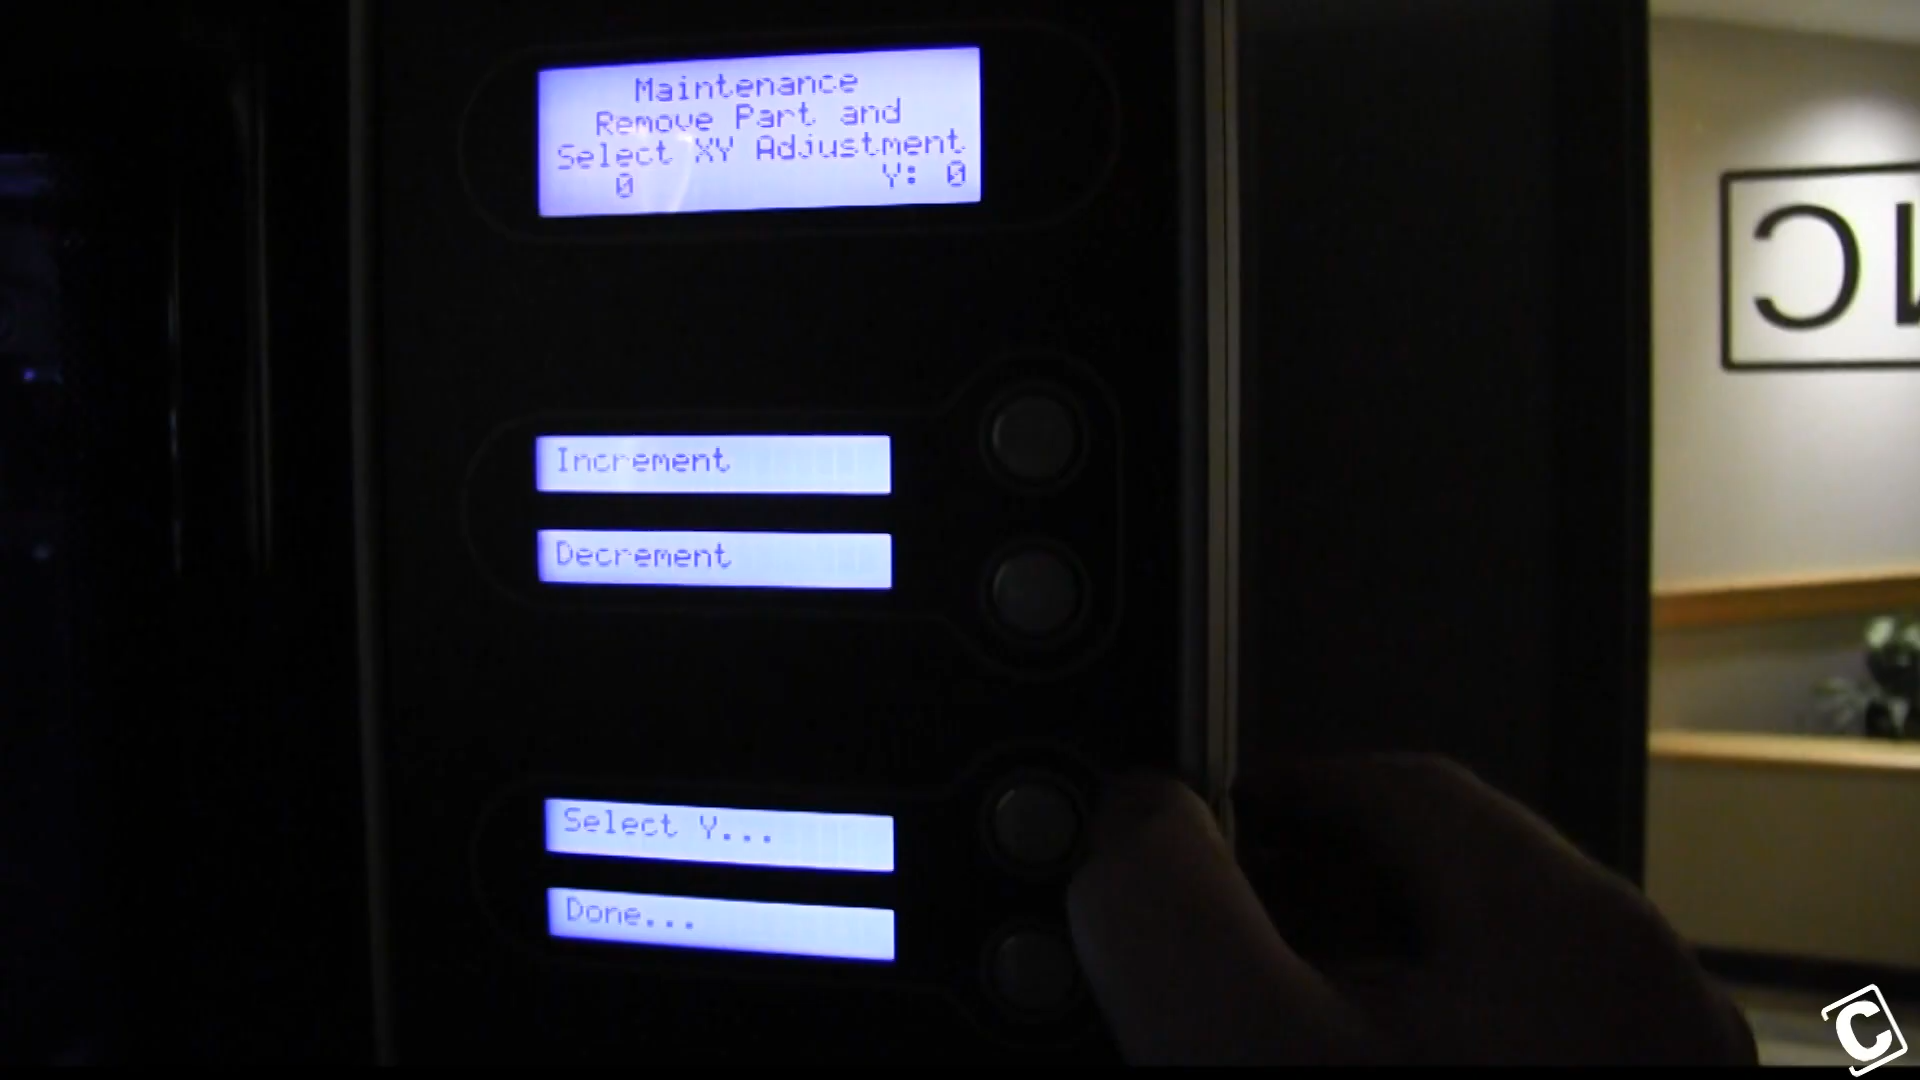 Maintenance
Remove Part and
Select XY Adjustment
0 Y: 0
Increment
Decrement
Select Y...
Done...
C